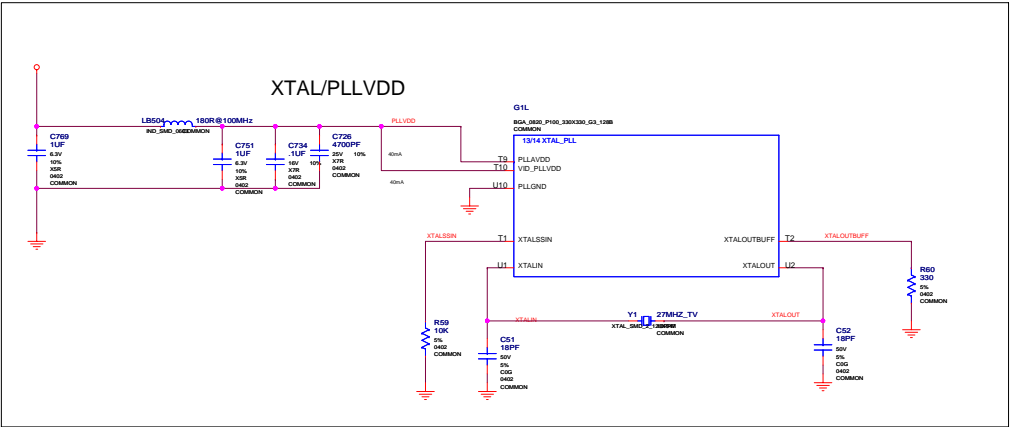 XTAL/PLLVDD
G1L
BGA_0820_P100_330X330_G3_128B
COMMON
13/14 XTAL_PLL
LB504
180R@100MHz
COMMON
PLLVDD
C769
1UF
6.3V
10%
X5R
0402
COMMON
C751
1UF
6.3V
10%
X5R
0402
COMMON
C734
.1UF
16V
10%
X7R
0402
COMMON
C726
4700PF
25V
10%
X7R
0402
COMMON
40mA
40mA
T9
PLLAVDD
T10
VID_PLLVDD
U10
PLLGND
XTALSSIN
T1
XTALSSIN
XTALOUTBUFF
T2
XTALOUTBUFF
U1
XTALIN
XTALOUT
U2
R60
330
5%
0402
COMMON
R59
10K
5%
0402
COMMON
XTALIN
Y1
27MHZ_TV
COMMON
XTALOUT
C51
18PF
50V
5%
C0G
0402
COMMON
C52
18PF
50V
5%
C0G
0402
COMMON